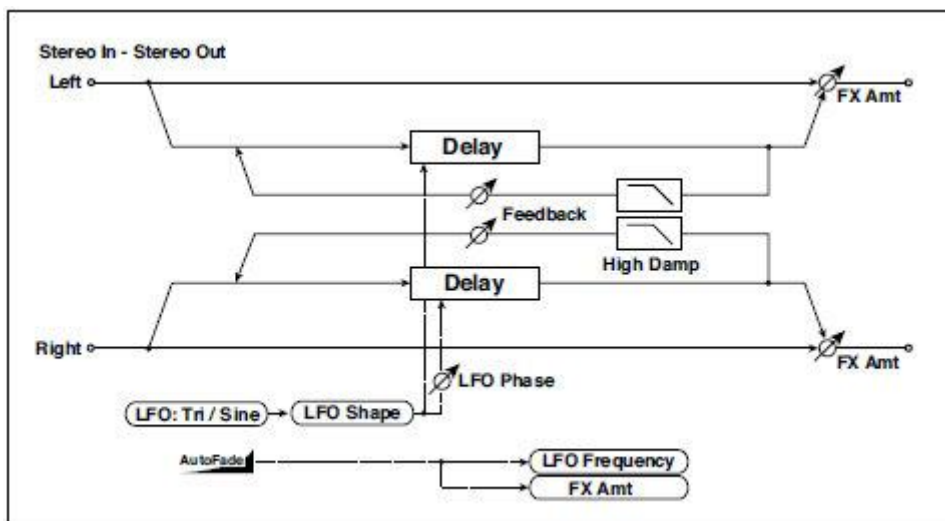 Stereo In - Stereo Out
Left
FX Amt
Delay
Feedback
High Damp
Delay
Right
FX Amt
LFO Phase
LFO: Tri / Sine
LFO Shape
AutoFade
LFO Frequency
FX Amt